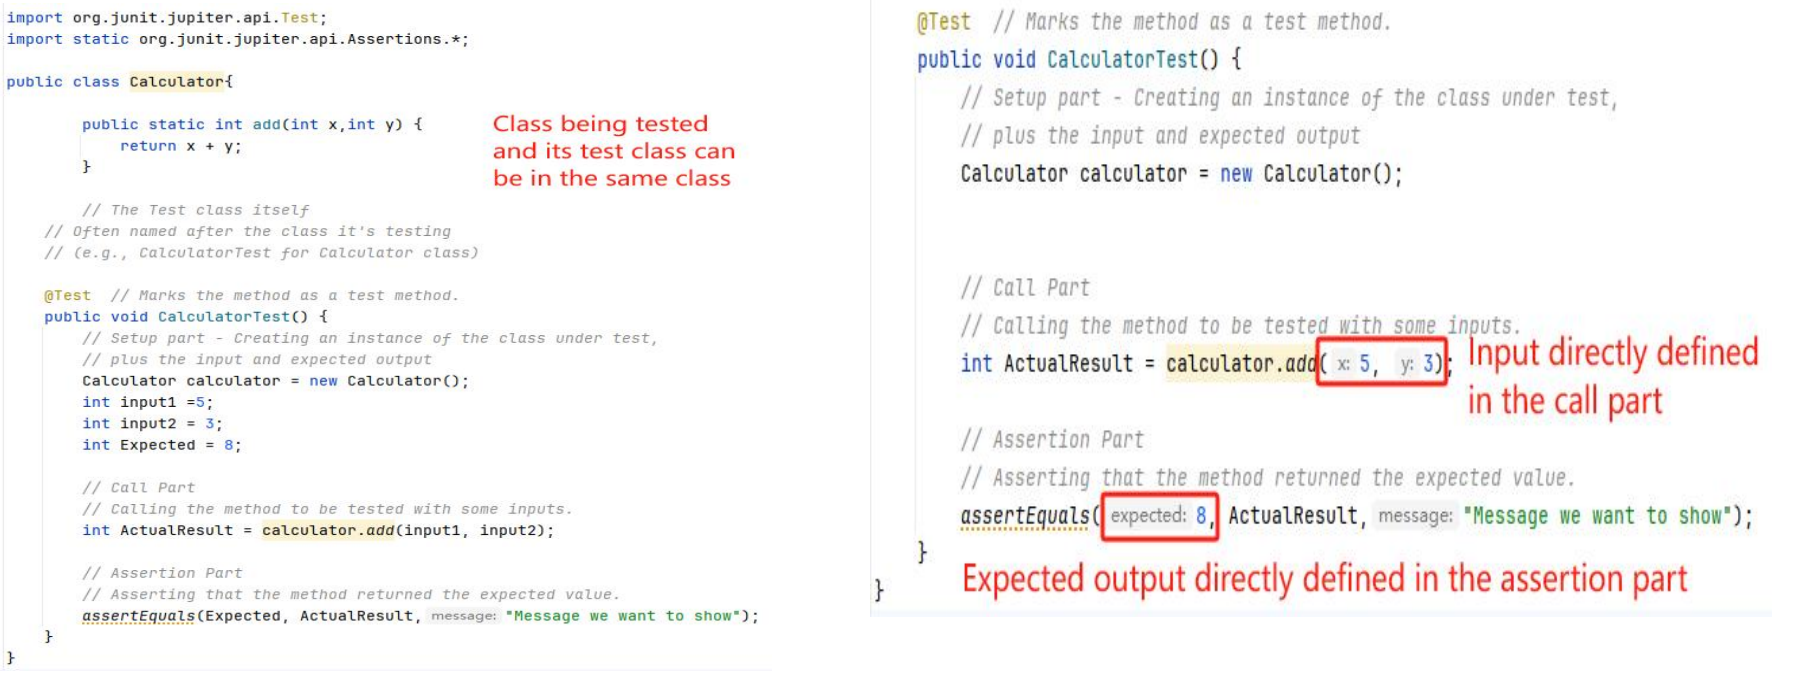 import org.junit.jupiter.api.Test;
import static org.junit.jupiter.api.Assertions.*;
public class Calculator{
public static int add(int x,int y) {
return x + y;
}
Class being tested
and its test class can
be in the same class
// The Test class itself
// Often named after the class it's testing
// (e.g., CalculatorTest for Calculator class)
@Test // Marks the method as a test method.
public void CalculatorTest() {
// Setup part - Creating an instance of the class under test,
// plus the input and expected output
Calculator calculator = new Calculator();
int input1 =5;
int input2 = 3;
int Expected = 8;
// Call Part
// Calling the method to be tested with some inputs.
int ActualResult = calculator.add(input1, input2);
// Assertion Part
// Asserting that the method returned the expected value.
assertEquals(Expected, ActualResult, message: "Message we want to show");
}
}
@Test // Marks the method as a test method.
public void CalculatorTest() {
// Setup part - Creating an instance of the class under test,
// plus the input and expected output
Calculator calculator = new Calculator();
// Call Part
// Calling the method to be tested with some inputs.
int ActualResult = calculator.add( x: 5, y: 3);
Input directly defined
in the call part
// Assertion Part
// Asserting that the method returned the expected value.
assertEquals( expected: 8, ActualResult, message: "Message we want to show");
}
Expected output directly defined in the assertion part
}